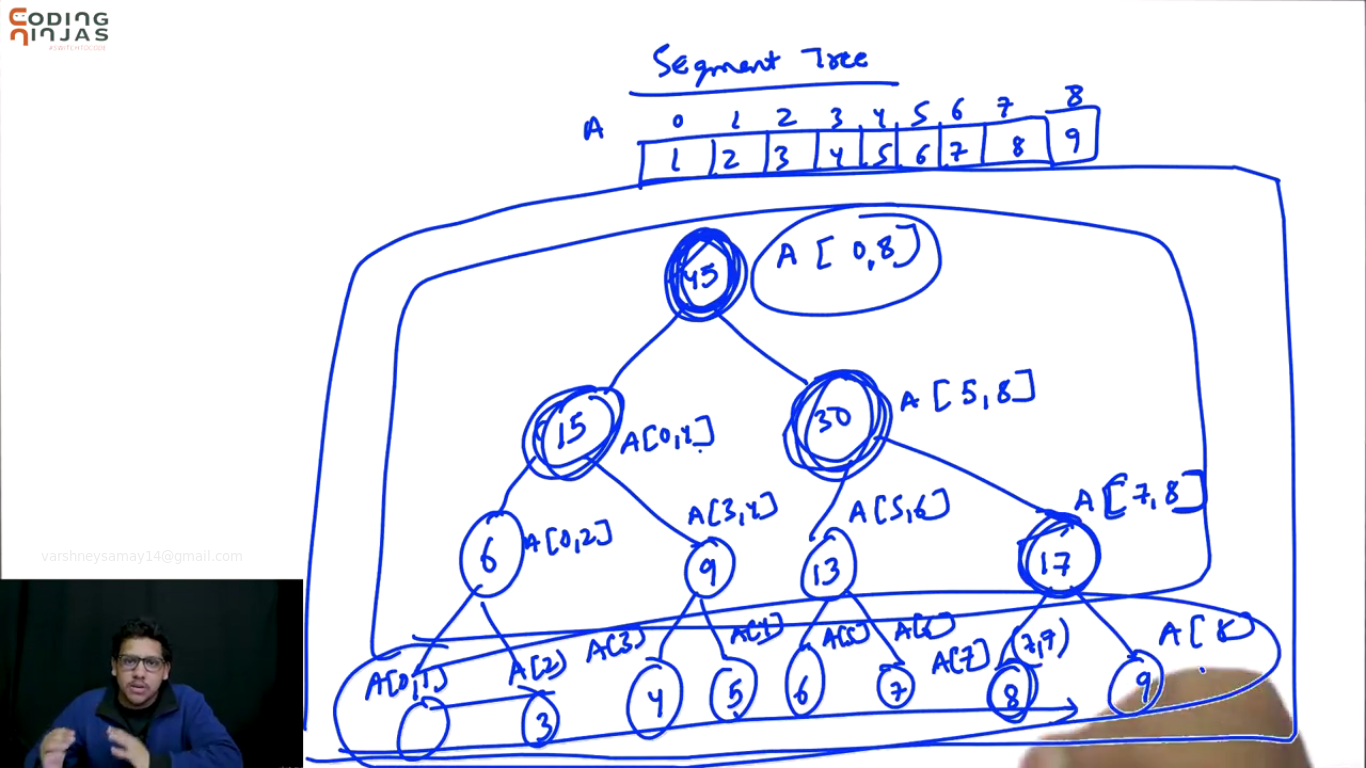 CODING
NINJAS
#SWITCHTOCODE
Segment Tree
0 1 2 3 4 5 6 7 8
A 1 2 3 4 5 6 7 8 9
45 A [ 0,8]
15 A[0,4] 30 A [5,8]
6 A[0,2] 9 A[3,4] 13 A[5,6] 17 A [7,8]
A[0,1] A[2] A[3] A[4] A[5] A[6] A[7] (7,7) A[8]
3 4 5 6 7 8 9
varshneysamay14@gmail.com